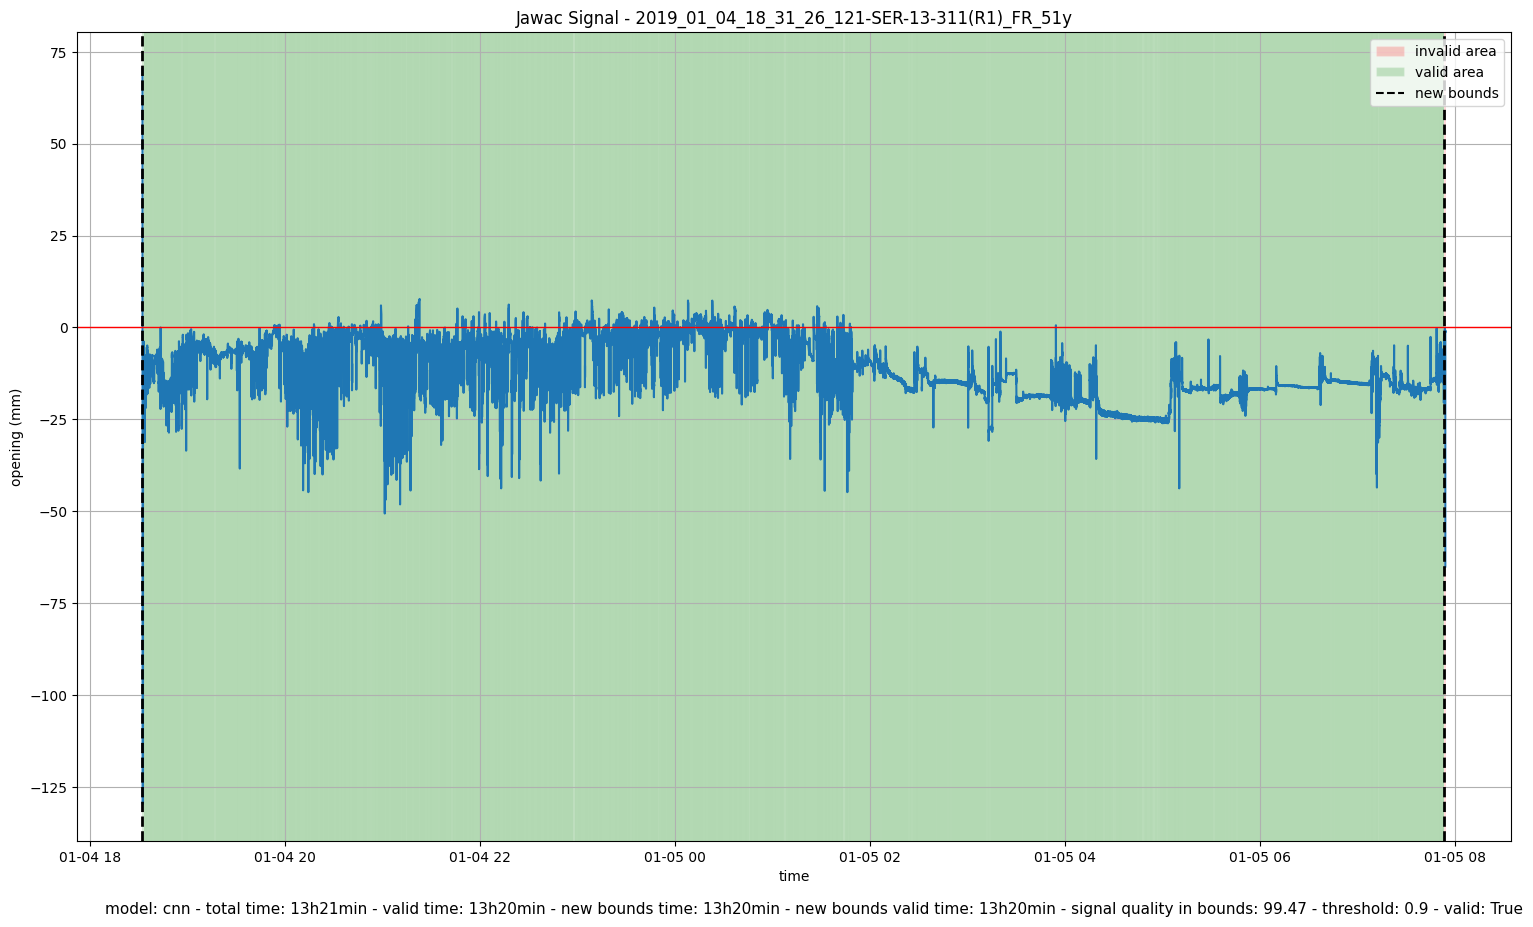 Jawac Signal - 2019_01_04_18_31_26_121-SER-13-311(R1)_FR_51y
invalid area
valid area
new bounds
75
50
25
0
−25
−50
−75
−100
−125
opening (mm)
01-04 18
01-04 20
01-04 22
01-05 00
01-05 02
01-05 04
01-05 06
01-05 08
time
model: cnn - total time: 13h21min - valid time: 13h20min - new bounds time: 13h20min - new bounds valid time: 13h20min - signal quality in bounds: 99.47 - threshold: 0.9 - valid: True